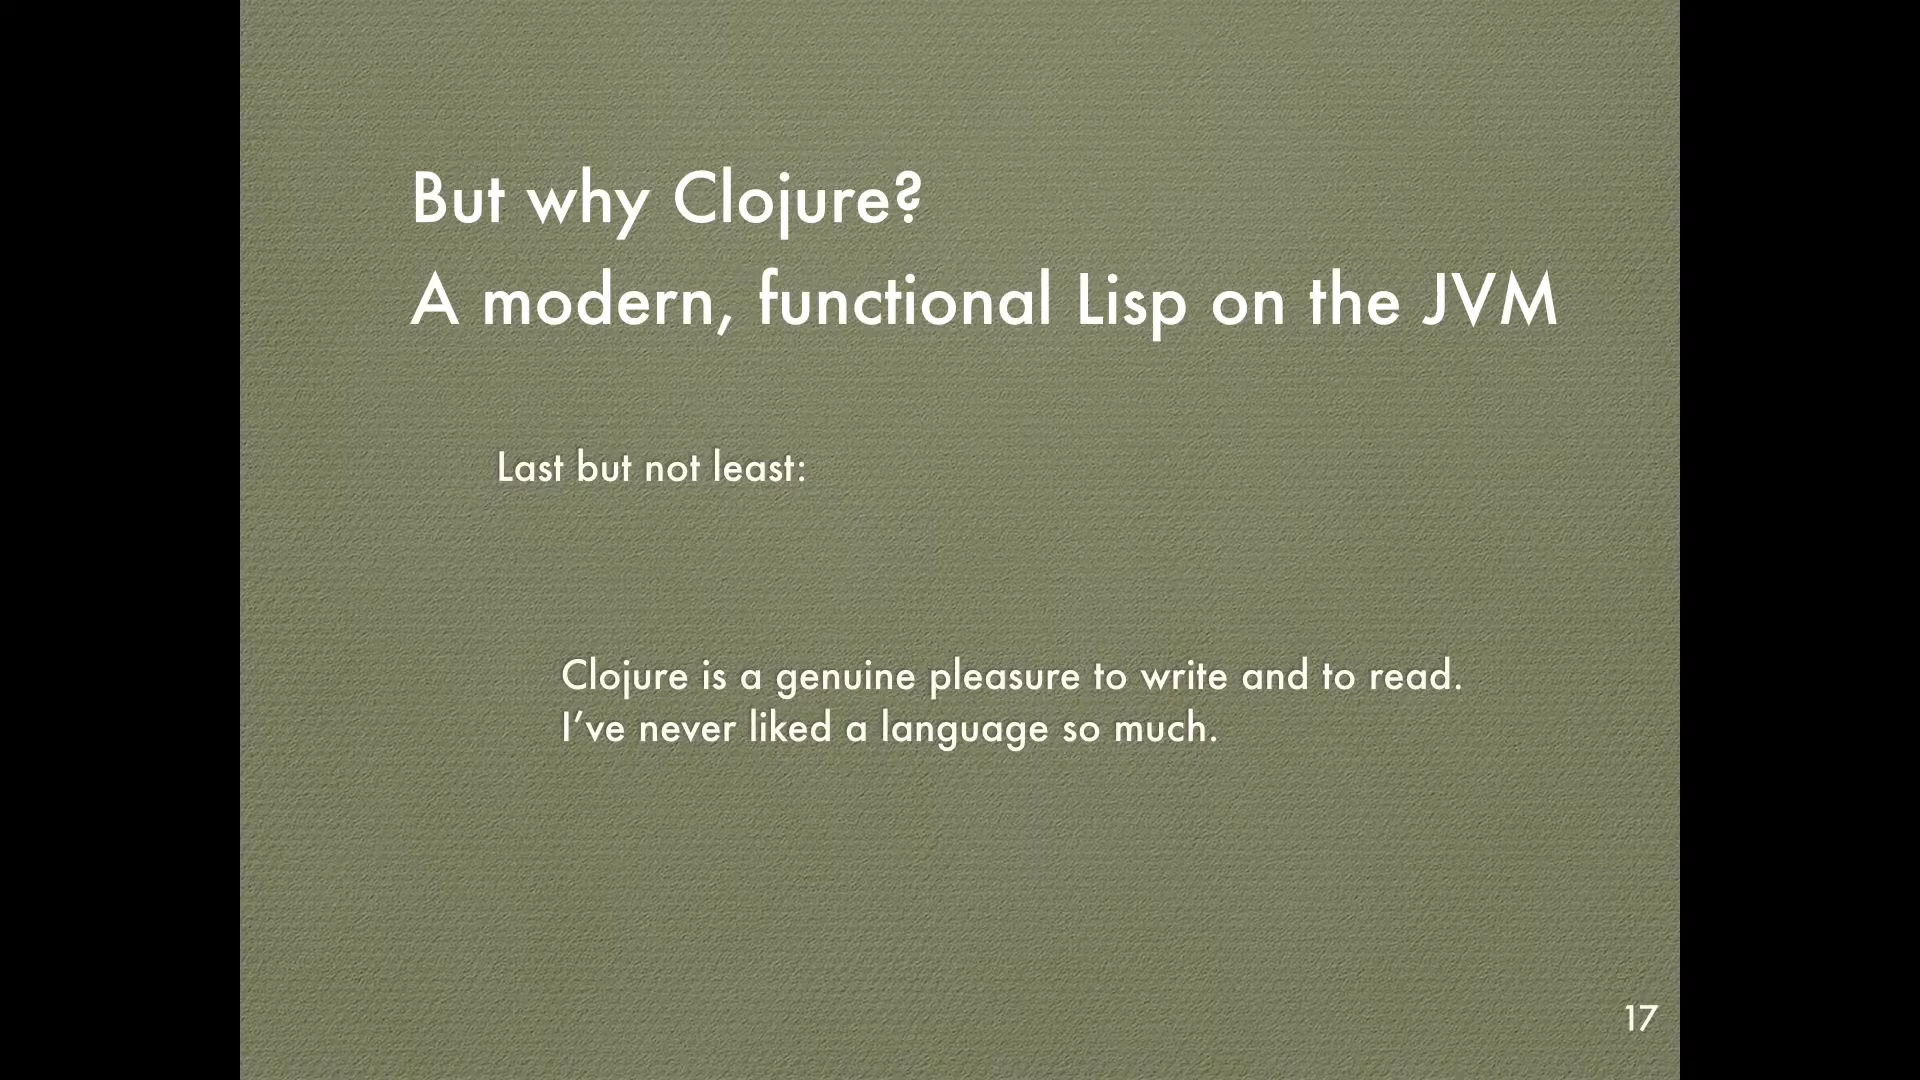 But why Clojure?
A modern, functional Lisp on the JVM
Last but not least:
Clojure is a genuine pleasure to write and to read.
I’ve never liked a language so much.
17